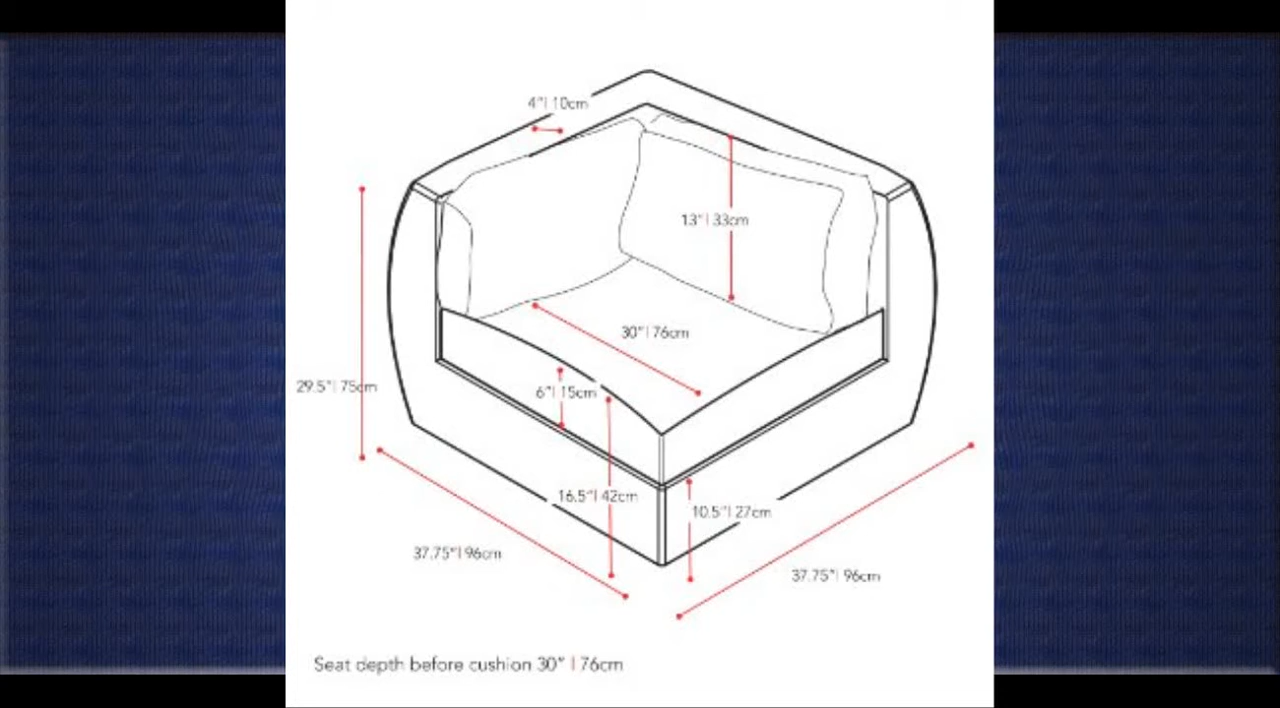 4"| 10cm
13"| 33cm
30"| 76cm
29.5"| 75cm
6"| 15cm
16.5"| 42cm
10.5"| 27cm
37.75"| 96cm
37.75"| 96cm
Seat depth before cushion 30" | 76cm